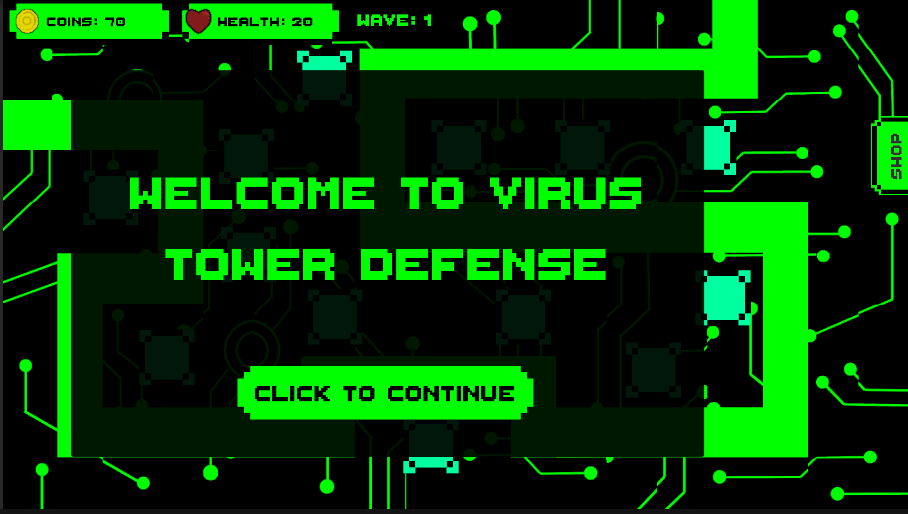 COINS: 70
HEALTH: 20
WAVE: 1
SHOP
WELCOME TO VIRUS
TOWER DEFENSE
CLICK TO CONTINUE